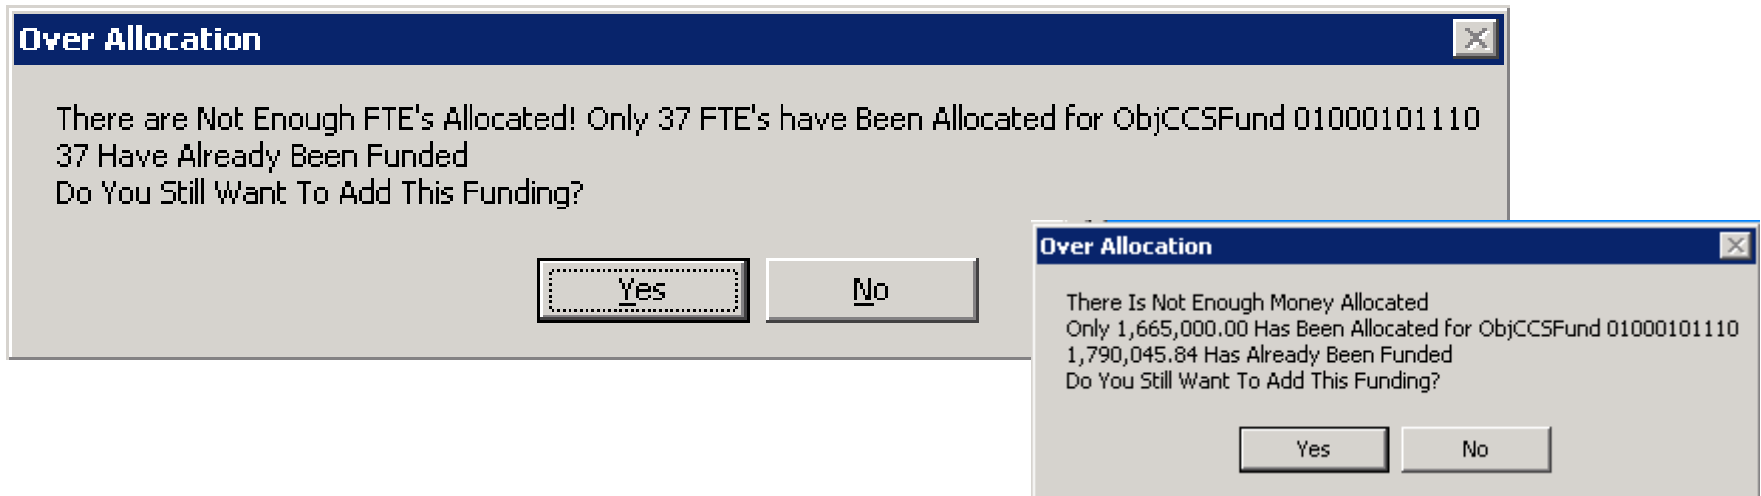 Over Allocation
There are Not Enough FTE's Allocated! Only 37 FTE's have Been Allocated for ObjCCSFund 01000101110
37 Have Already Been Funded
Do You Still Want To Add This Funding?
Yes
No
Over Allocation
There Is Not Enough Money Allocated
Only 1,665,000.00 Has Been Allocated for ObjCCSFund 01000101110
1,790,045.84 Has Already Been Funded
Do You Still Want To Add This Funding?
Yes
No